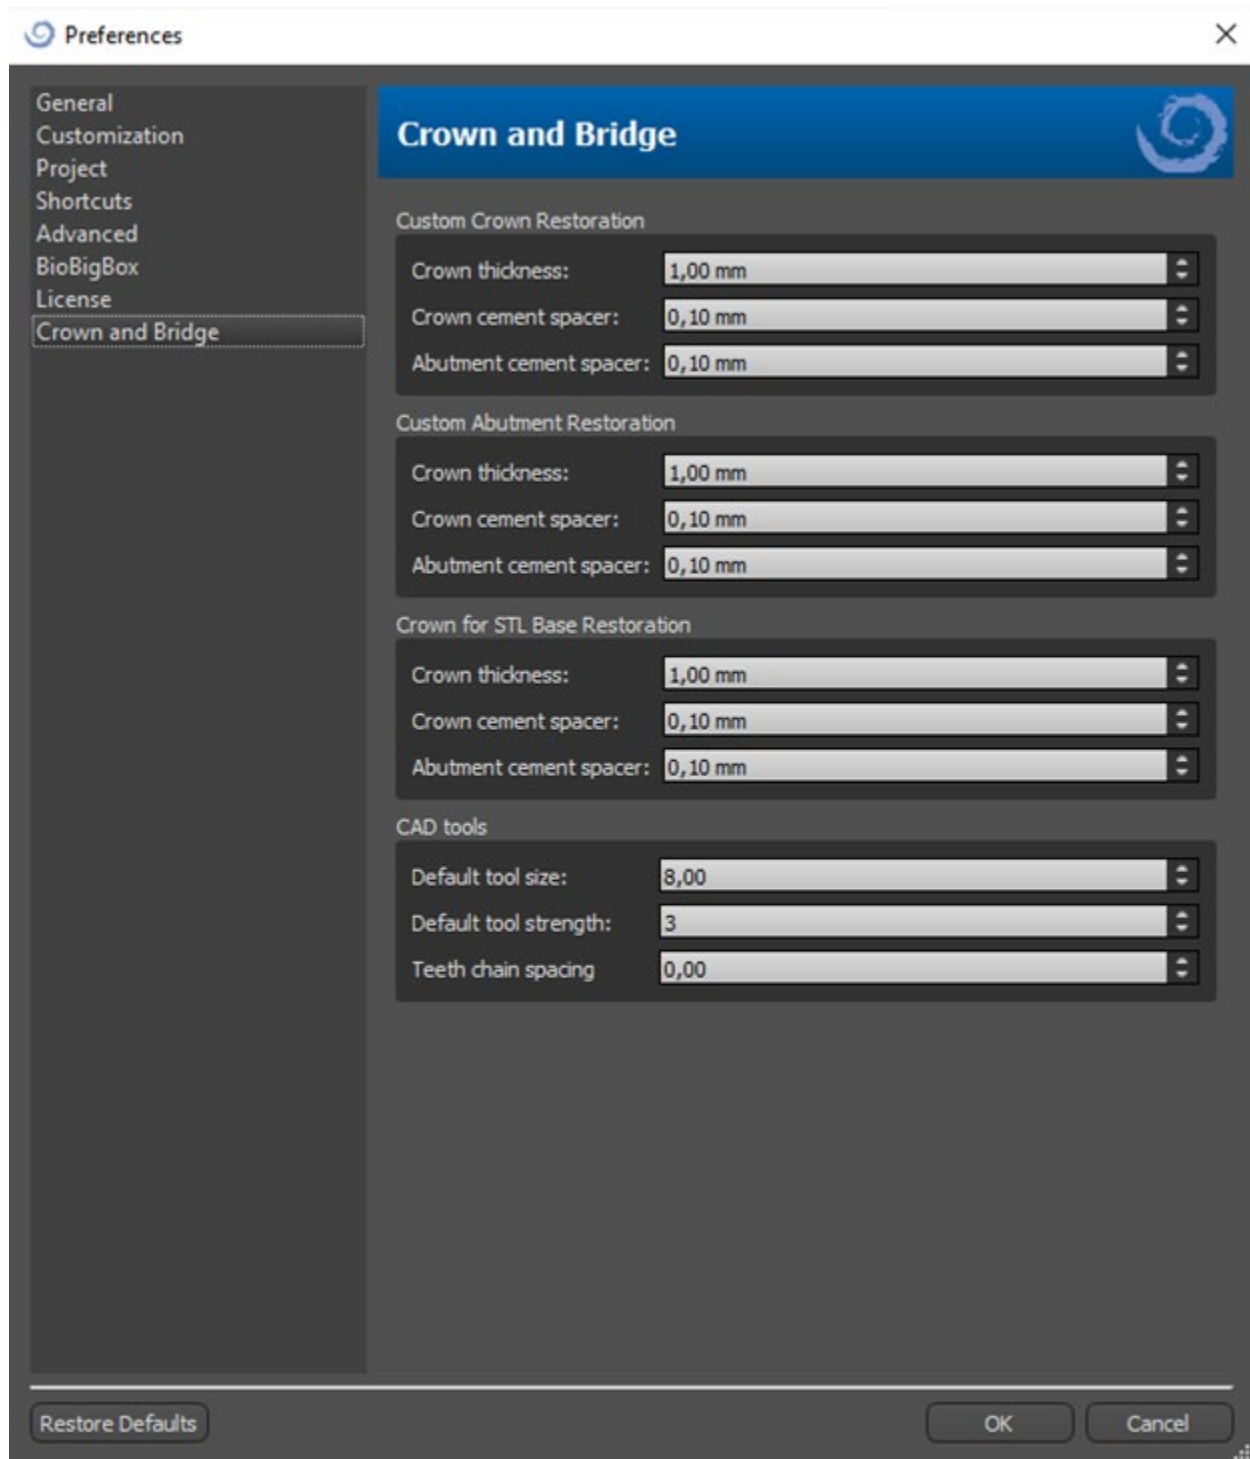 Preferences
General
Customization
Project
Shortcuts
Advanced
BioBigBox
License
Crown and Bridge
Crown and Bridge
Custom Crown Restoration
Crown thickness: 1,00 mm
Crown cement spacer: 0,10 mm
Abutment cement spacer: 0,10 mm
Custom Abutment Restoration
Crown thickness: 1,00 mm
Crown cement spacer: 0,10 mm
Abutment cement spacer: 0,10 mm
Crown for STL Base Restoration
Crown thickness: 1,00 mm
Crown cement spacer: 0,10 mm
Abutment cement spacer: 0,10 mm
CAD tools
Default tool size: 8,00
Default tool strength: 3
Teeth chain spacing 0,00
Restore Defaults OK Cancel